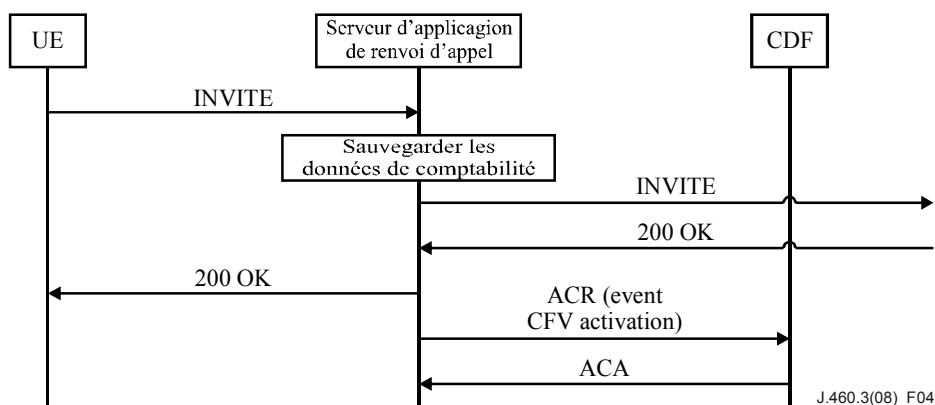 UE
Serveur d'applicagion
de renvoi d'appel
CDF
INVITE
Sauvegarder les
données de comptabilité
INVITE
200 OK
200 OK
ACR (event
CFV activation)
ACA
J.460.3(08)_F04